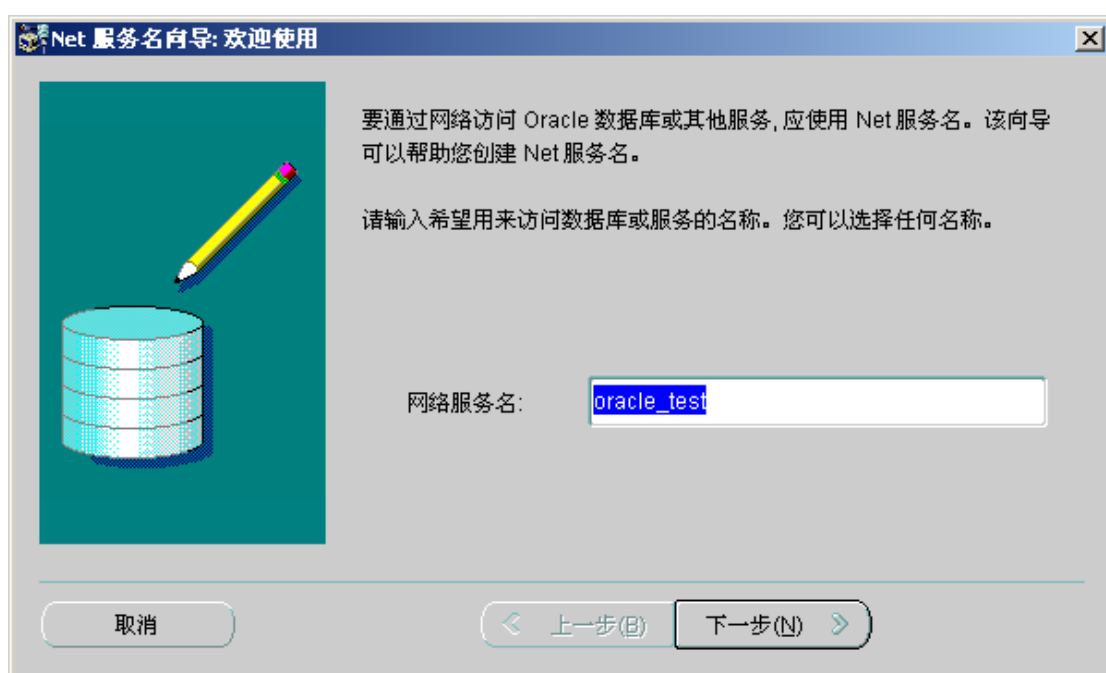 Net 服务名向导: 欢迎使用
要通过网络访问 Oracle 数据库或其他服务, 应使用 Net 服务名。该向导
可以帮助您创建 Net 服务名。
请输入希望用来访问数据库或服务的名称。您可以选择任何名称。
网络服务名: oracle_test
取消 上一步(B) 下一步(N)